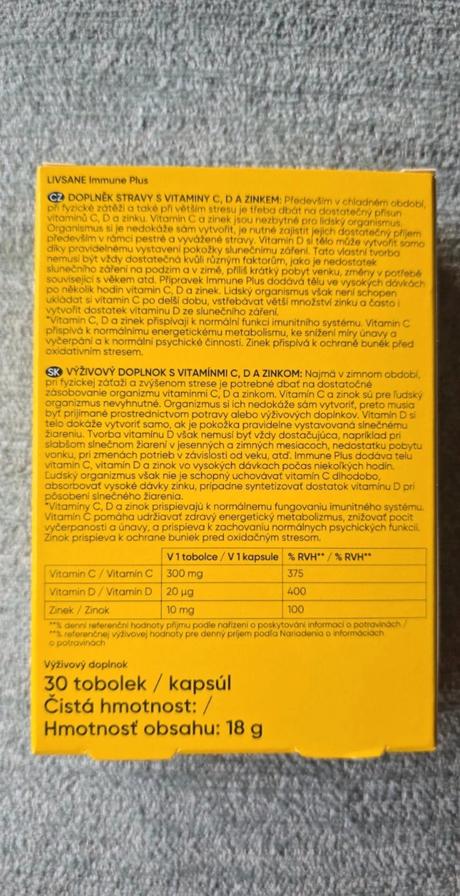 LIVSANE Immune Plus
CZ DOPLNĚK STRAVY S VITAMINY C, D A ZINKEM: Především v chladném období,
při fyzické zátěži a také při větším stresu je třeba dbát na dostatečný přísun
vitaminů C, D a zinku. Vitamin C a zinek jsou nezbytné pro lidský organismus.
Organismus si je nedokáže sám vytvořit, je nutné zajistit jejich dostatečný příjem
především v rámci pestré a vyvážené stravy. Vitamin D si tělo může vytvořit samo
díky pravidelnému vystavení pokožky slunečnímu záření. Tato vlastní tvorba
nemusí být vždy dostatečná kvůli různým faktorům, jako je nedostatek
slunečního záření na podzim a v zimě, příliš krátký pobyt venku, změny v potřebě
související s věkem atd. Přípravek Immune Plus dodává tělu ve vysokých dávkách
po několik hodin vitamin C, D a zinek. Lidský organismus však není schopen
ukládat si vitamin C po delší dobu, vstřebávat větší množství zinku a často i
vytvořit dostatek vitaminu D ze slunečního záření.
*Vitamin C, D a zinek přispívají k normální funkci imunitního systému. Vitamin C
přispívá k normálnímu energetickému metabolismu, ke snížení míry únavy a
vyčerpání a k normální psychické činnosti. Zinek přispívá k ochraně buněk před
oxidativním stresem.
SK VÝŽIVOVÝ DOPLNOK S VITAMÍNMI C, D A ZINKOM: Najmä v zimnom období,
pri fyzickej záťaži a zvýšenom strese je potrebné dbať na dostatočné
zásobovanie organizmu vitamínmi C, D a zinkom. Vitamín C a zinok sú pre ľudský
organizmus nevyhnutné. Organizmus si ich nedokáže sám vytvoriť, preto musia
byť prijímané prostredníctvom potravy alebo výživových doplnkov. Vitamín D si
telo dokáže vytvoriť samo, ak je pokožka pravidelne vystavovaná slnečnému
žiareniu. Tvorba vitamínu D však nemusí byť vždy dostačujúca, napríklad pri
slabšom slnečnom žiarení v jesenných a zimných mesiacoch, nedostatku pobytu
vonku, pri zmenách potrieb v závislosti od veku, atď. Immune Plus dodáva telu
vitamín C, vitamín D a zinok vo vysokých dávkach počas niekoľkých hodín.
Ľudský organizmus však nie je schopný uchovávať vitamín C dlhodobo,
absorbovať vysoké dávky zinku, prípadne syntetizovať dostatok vitamínu D pri
pôsobení slnečného žiarenia.
*Vitamíny C, D a zinok prispievajú k normálnemu fungovaniu imunitného systému.
Vitamín C pomáha udržiavať zdravý energetický metabolizmus, znižovať pocit
vyčerpanosti a únavy, a prispieva k zachovaniu normálnych psychických funkcií.
Zinok prispieva k ochrane buniek pred oxidačným stresom.
V 1 tobolce / V 1 kapsule % RVH** / % RVH**
Vitamin C / Vitamín C 300 mg 375
Vitamin D / Vitamín D 20 µg 400
Zinek / Zinok 10 mg 100
**% denní referenční hodnoty příjmu podle nařízení o poskytování informací o potravinách /
**% referenčnej výživovej hodnoty pre denný príjem podľa Nariadenia o informáciách
o potravinách
Výživový doplnok
30 tobolek / kapsúl
Čistá hmotnost: /
Hmotnosť obsahu: 18 g